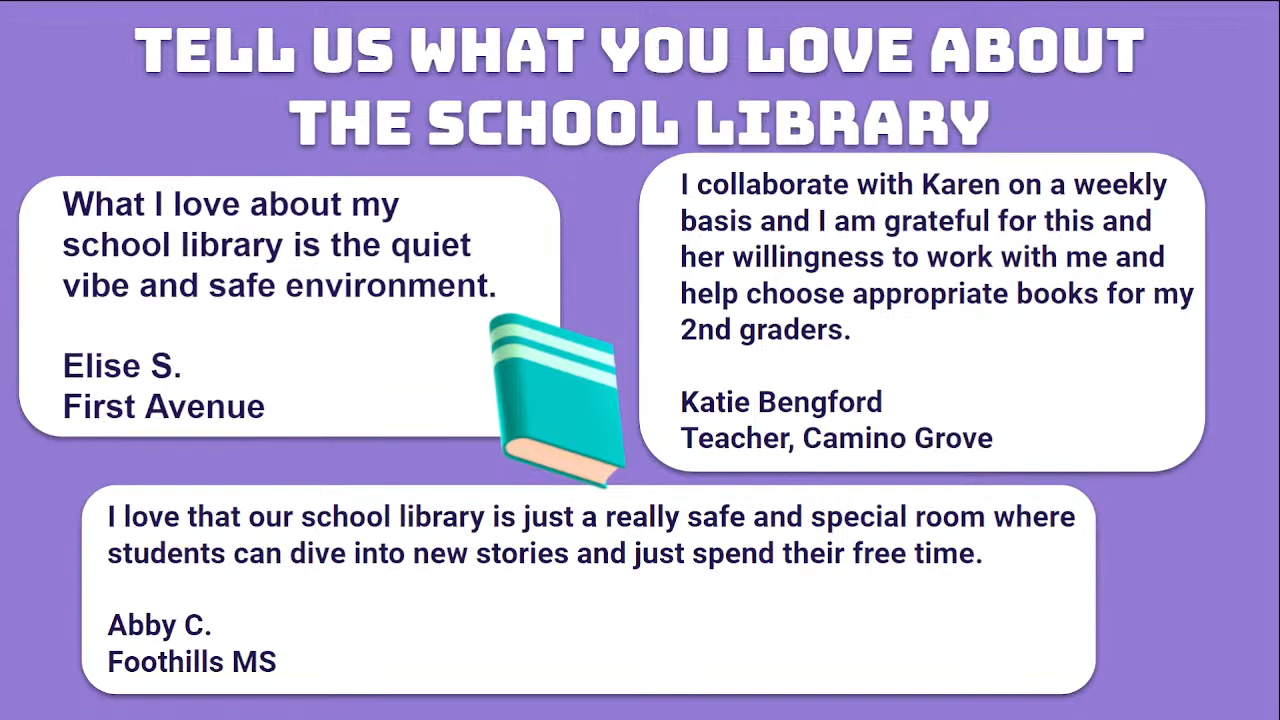 TELL US WHAT YOU LOVE ABOUT
THE SCHOOL LIBRARY
What I love about my
school library is the quiet
vibe and safe environment.
Elise S.
First Avenue
I collaborate with Karen on a weekly
basis and I am grateful for this and
her willingness to work with me and
help choose appropriate books for my
2nd graders.
Katie Bengford
Teacher, Camino Grove
I love that our school library is just a really safe and special room where
students can dive into new stories and just spend their free time.
Abby C.
Foothills MS